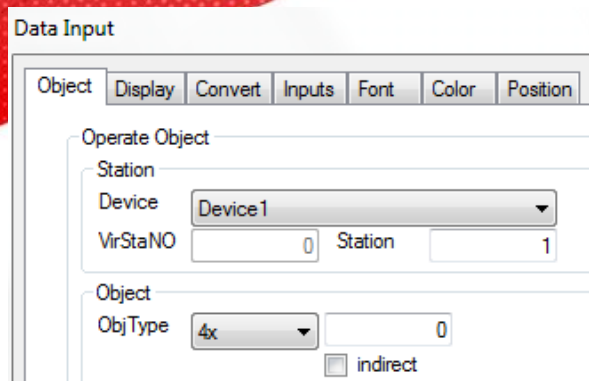 Data Input
Object Display Convert Inputs Font Color Position
Operate Object
Station
Device Device1
VirStaNO 0 Station 1
Object
ObjType 4x 0
indirect